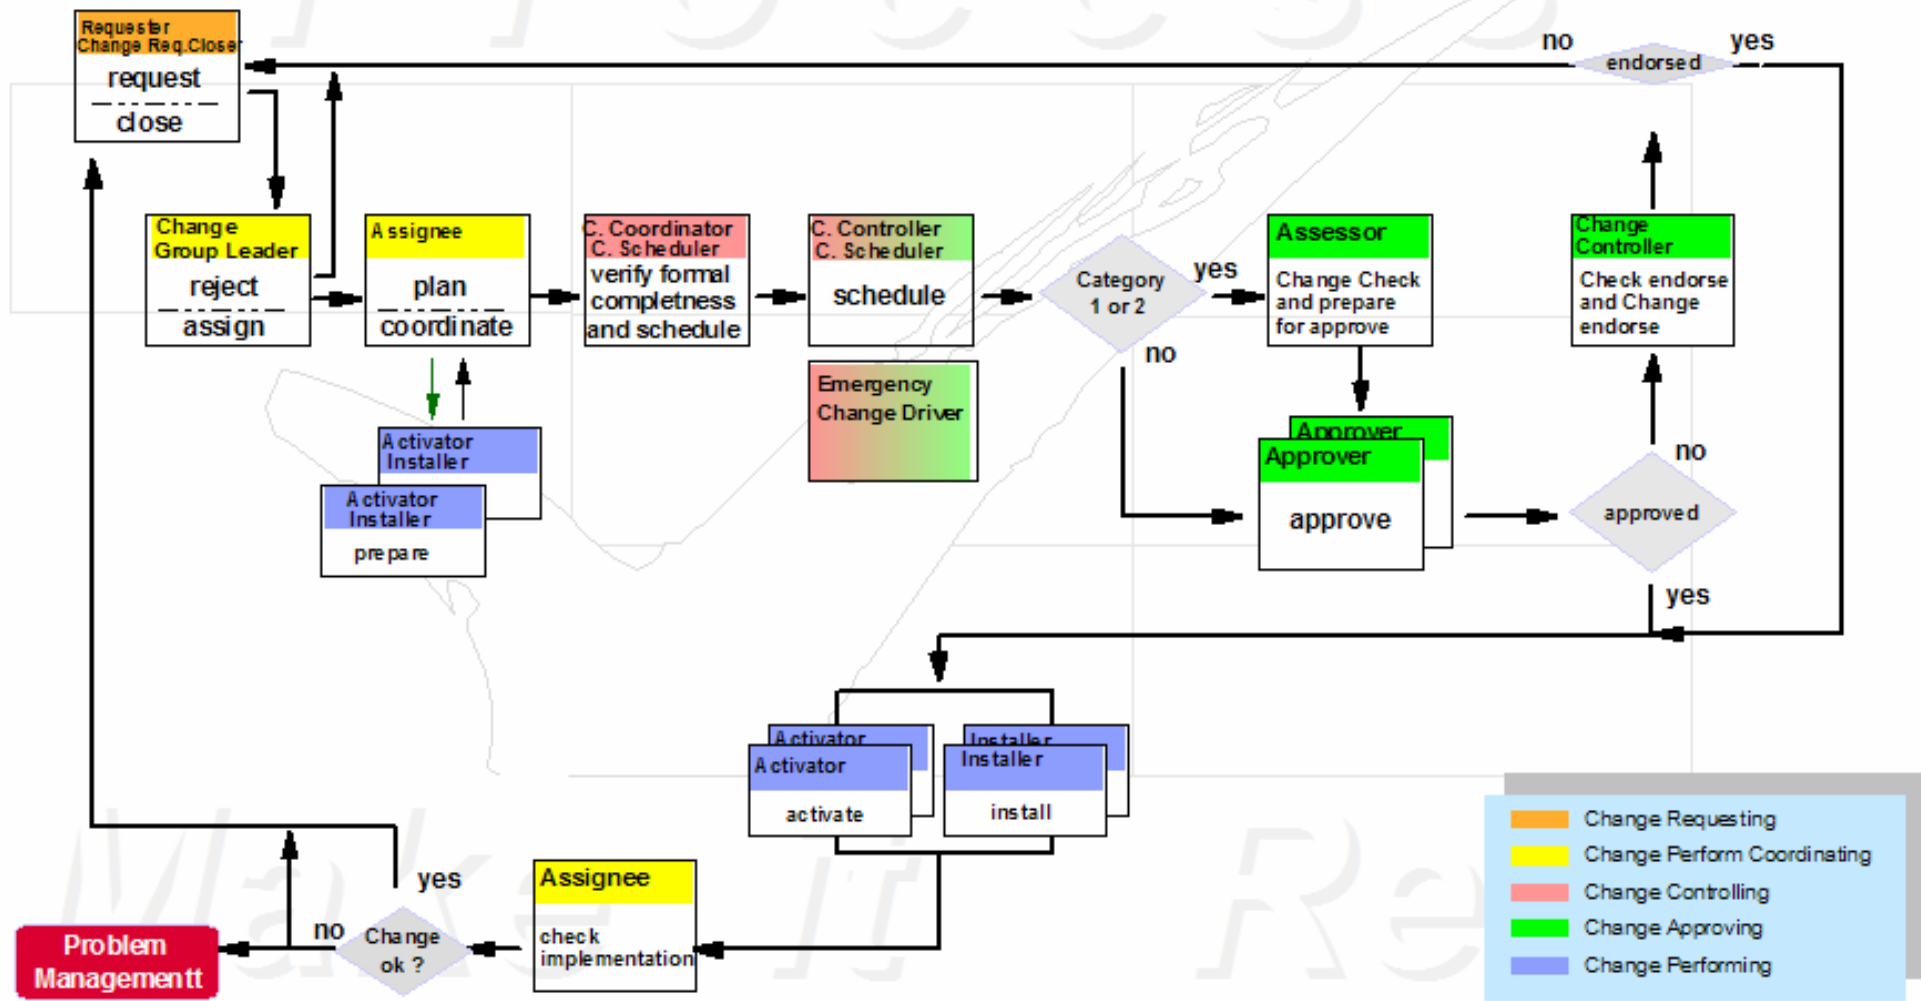 Requester
Change Req.Closer
request
close
no
endorsed
yes
Change
Group Leader
reject
assign
Assignee
plan
coordinate
C. Coordinator
C. Scheduler
verify formal
completness
and schedule
C. Controller
C. Scheduler
schedule
Category
1 or 2
yes
no
Assessor
Change Check
and prepare
for approve
Change
Controller
Check endorse
and Change
endorse
Emergency
Change Driver
Activator
Installer
Activator
Installer
prepare
Approver
Approver
approve
approved
no
yes
Activator
Activator
activate
Installer
Installer
install
Assignee
check
implementation
yes
no
Change
ok ?
Problem
Managementt
Change Requesting
Change Perform Coordinating
Change Controlling
Change Approving
Change Performing
Make It Re